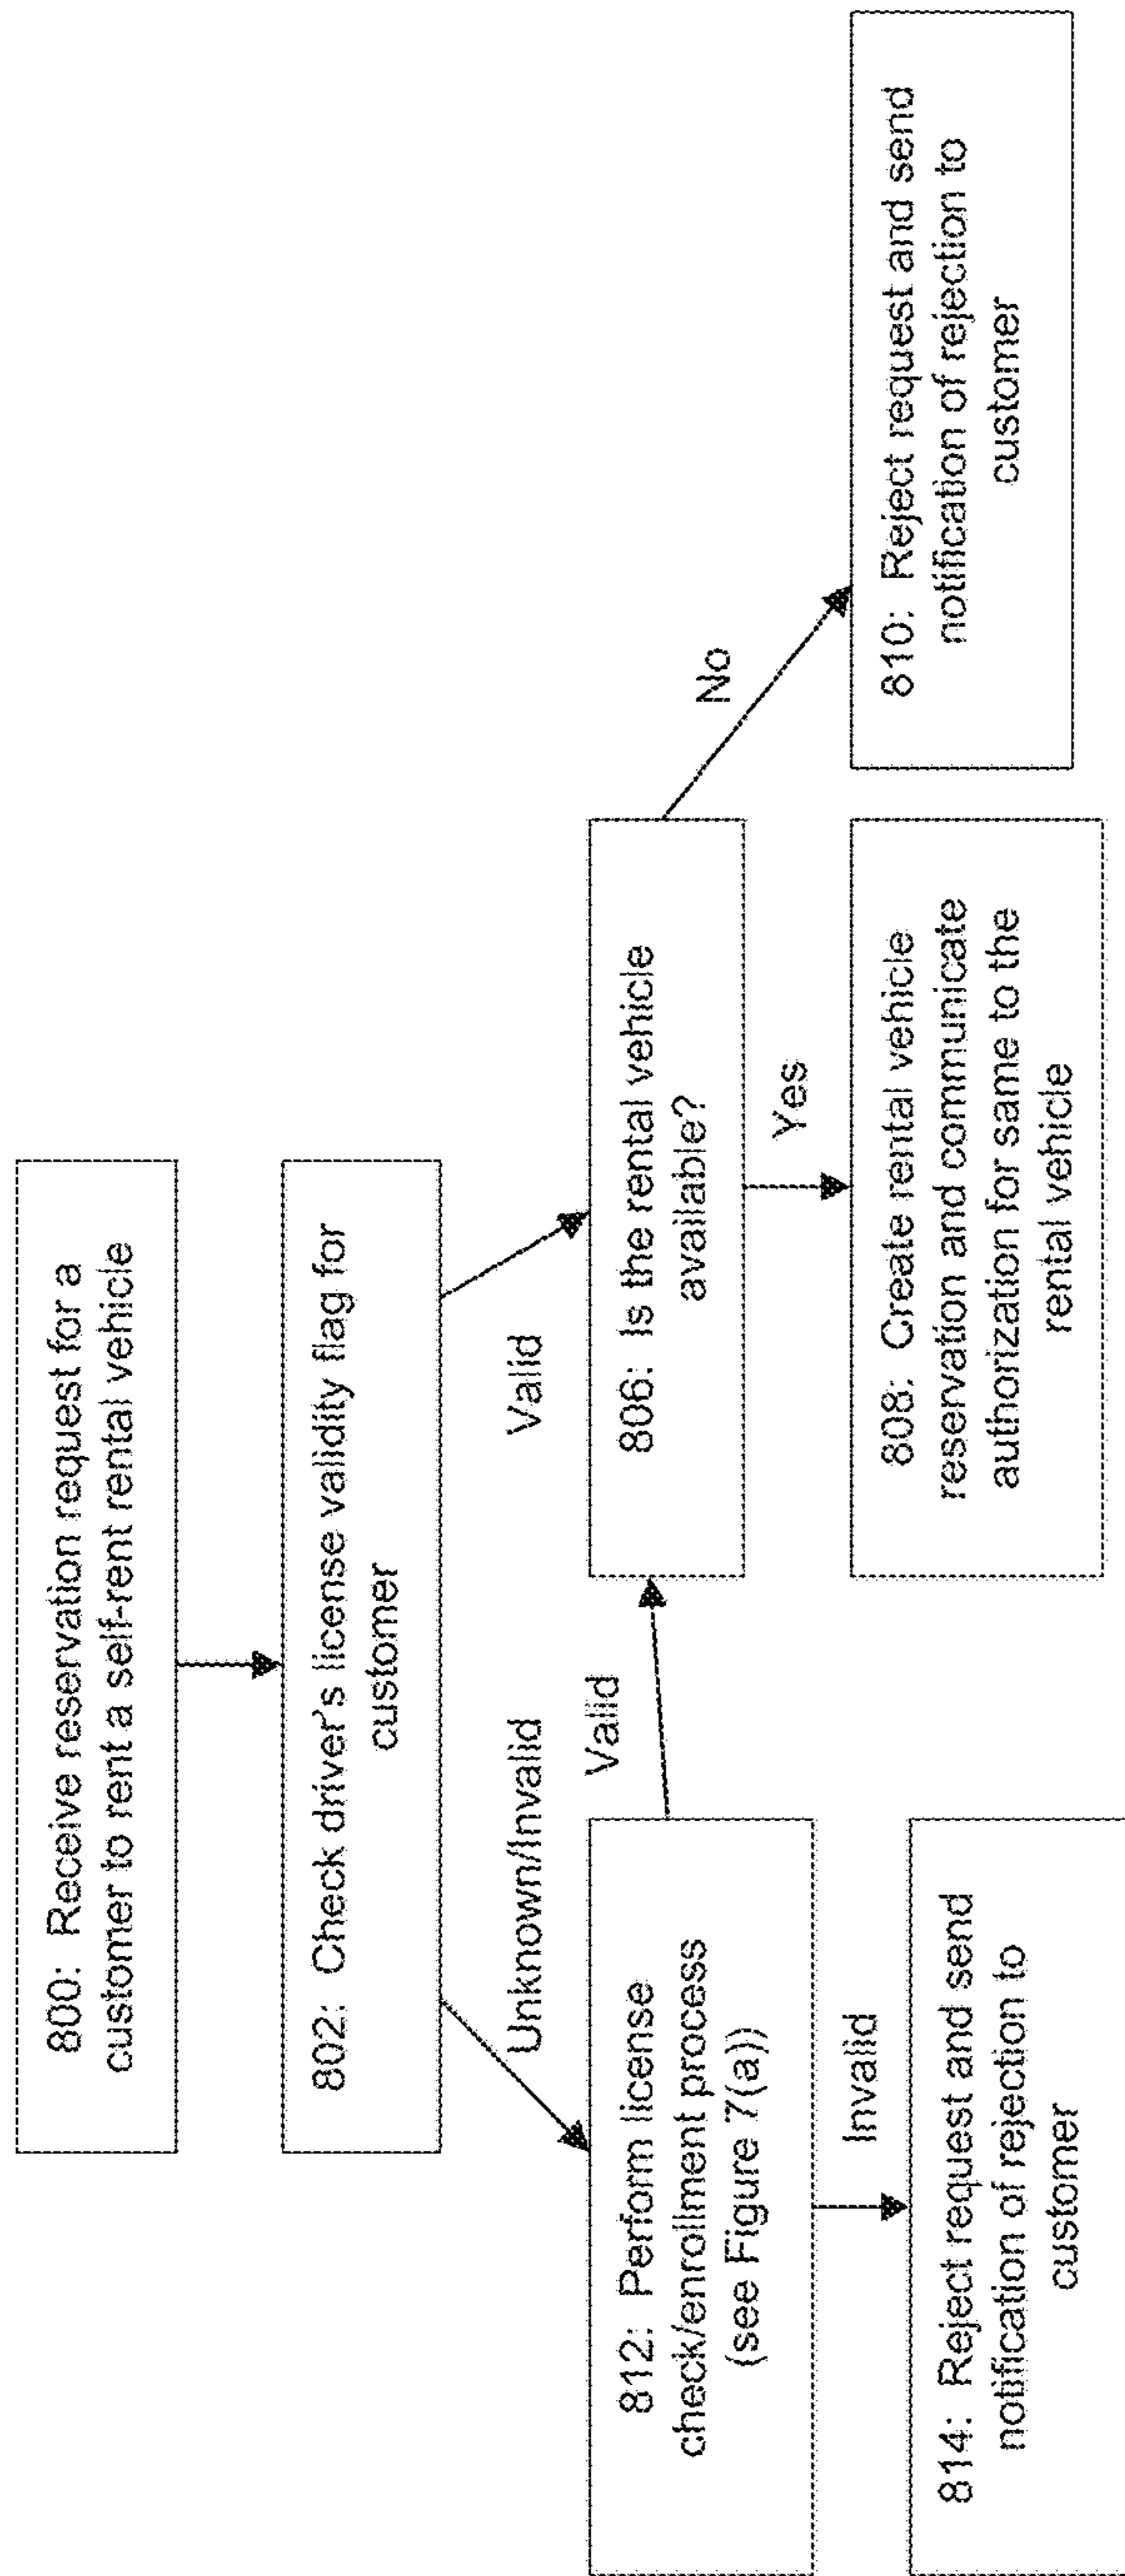 800: Receive reservation request for a
customer to rent a self-rent rental vehicle
802: Check driver's license validity flag for
customer
Unknown/Invalid
Valid
812: Perform license
check/enrollment process
(see Figure 7(a))
Valid
806: Is the rental vehicle
available?
No
Invalid
Yes
814: Reject request and send
notification of rejection to
customer
808: Create rental vehicle
reservation and communicate
authorization for same to the
rental vehicle
810: Reject request and send
notification of rejection to
customer